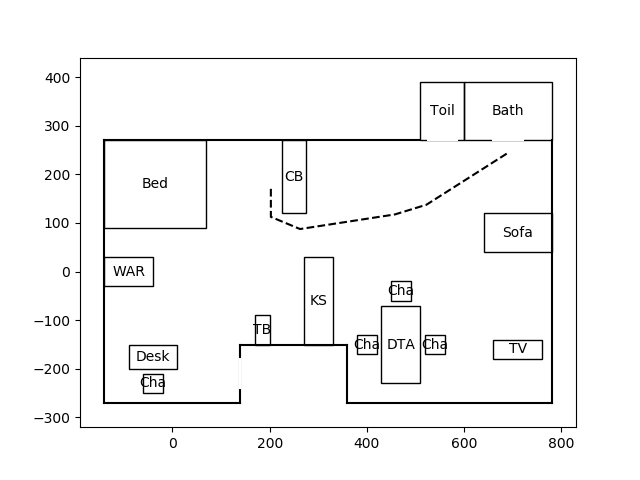 400
Toil Bath
300
Bed CB
200
100
Sofa
0
WAR
Cha
KS
−100
TB
Cha DTA Cha
TV
Desk
−200
Cha
−300
0 200 400 600 800